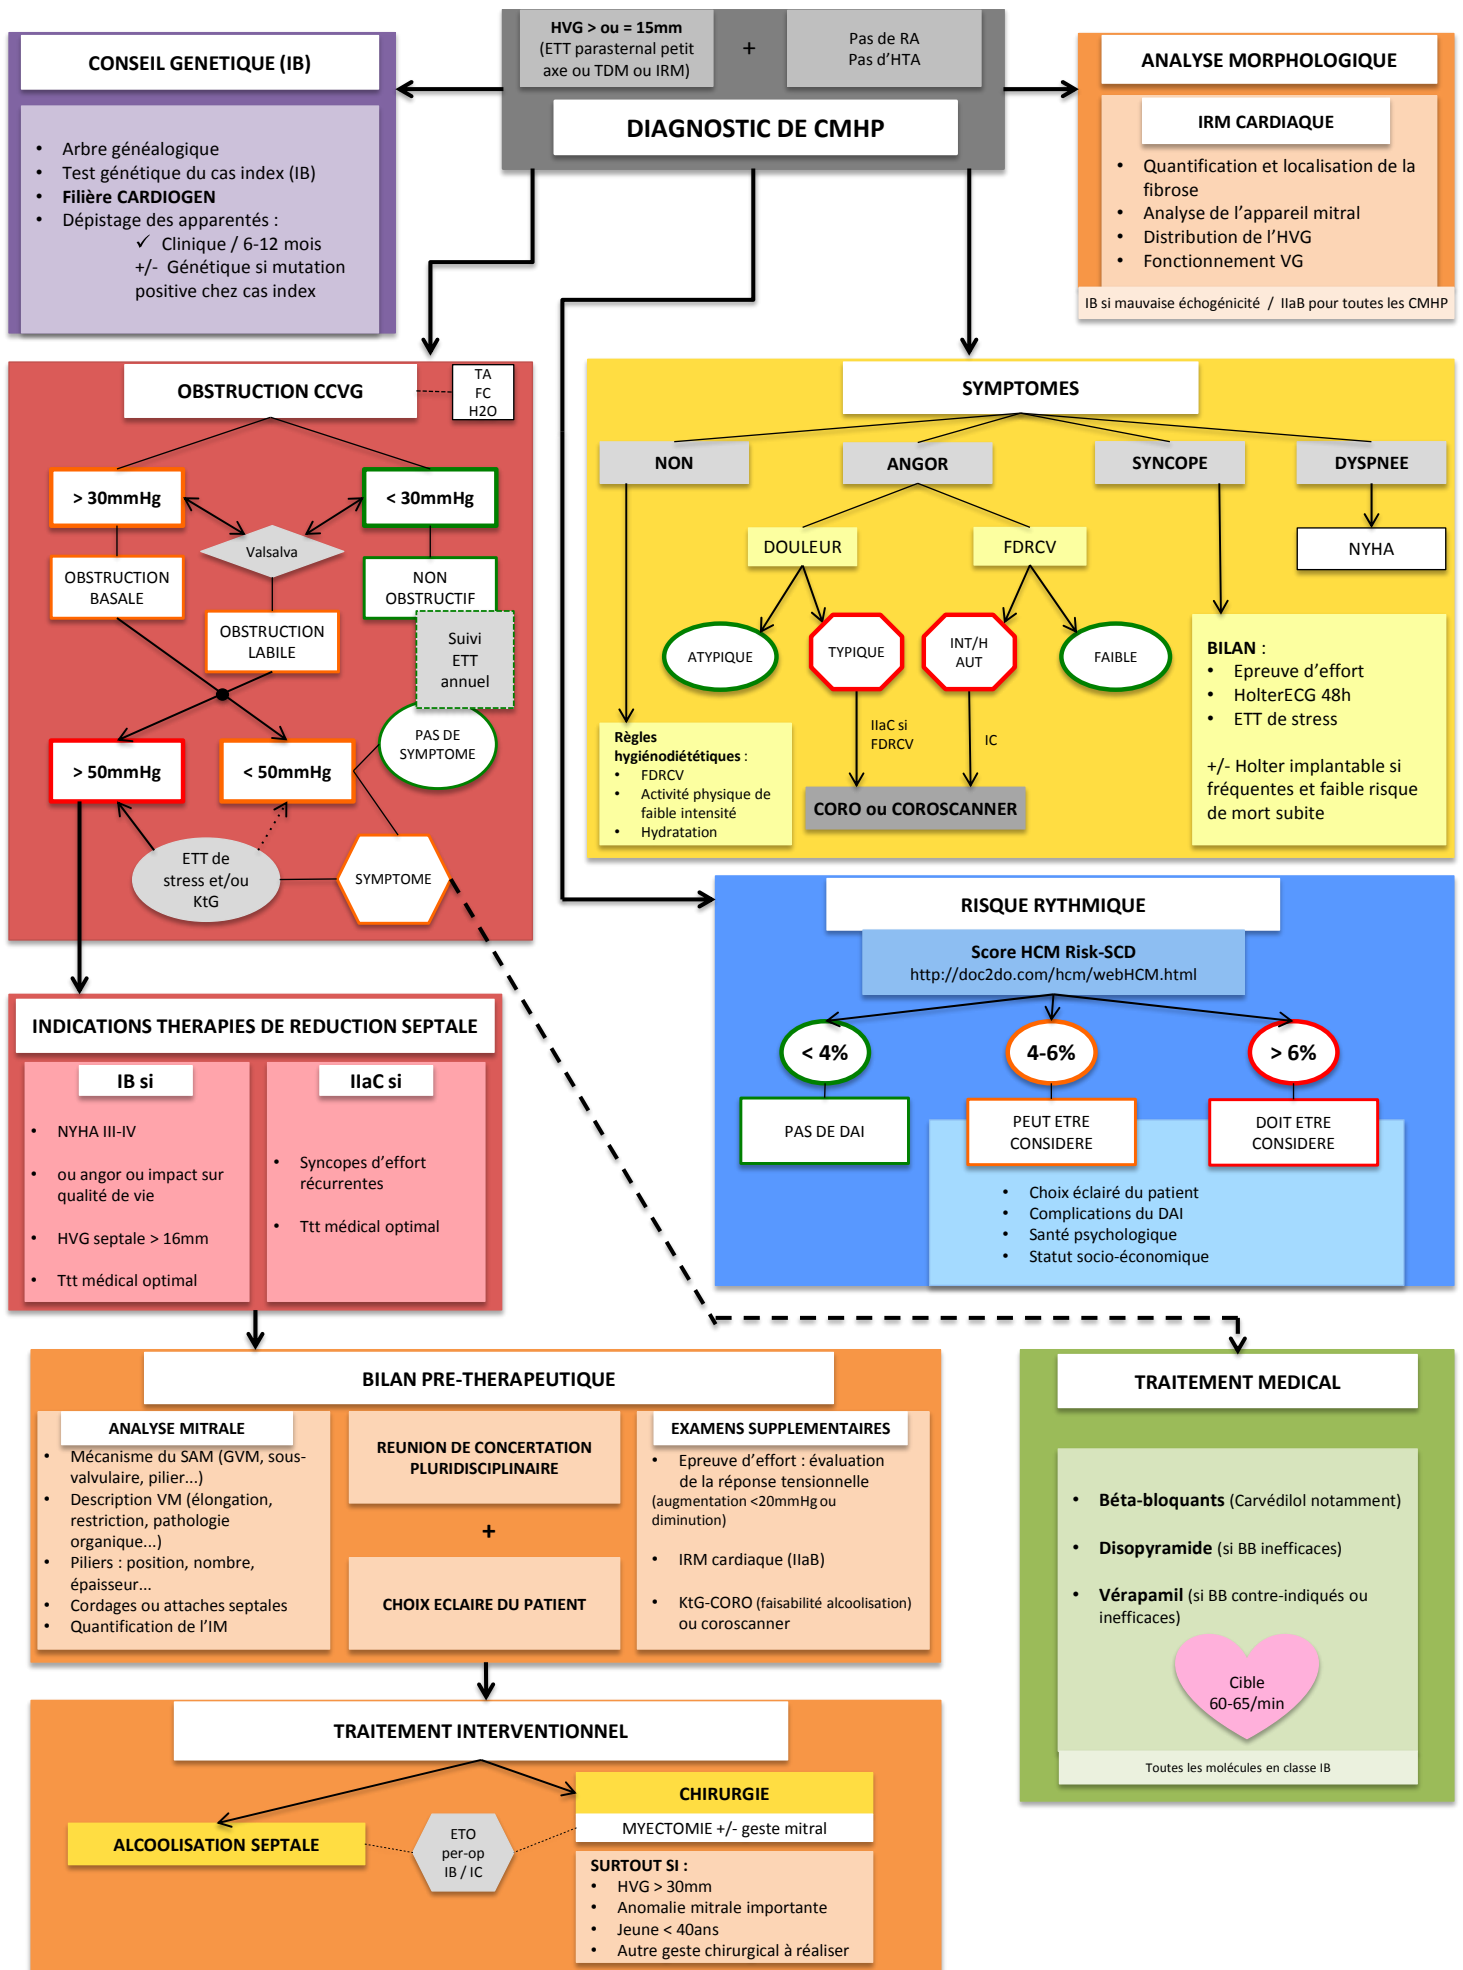 HVG > ou = 15mm
(ETT parasternal petit
axe ou TDM ou IRM)
+
Pas de RA
Pas d'HTA
DIAGNOSTIC DE CMHP
CONSEIL GENETIQUE (IB)
• Arbre généalogique
• Test génétique du cas index (IB)
• Filière CARDIOGEN
• Dépistage des apparentés :
✓ Clinique / 6-12 mois
+/- Génétique si mutation
positive chez cas index
ANALYSE MORPHOLOGIQUE
IRM CARDIAQUE
• Quantification et localisation de la
fibrose
• Analyse de l'appareil mitral
• Distribution de l'HVG
• Fonctionnement VG
IB si mauvaise échogénicité / IIaB pour toutes les CMHP
OBSTRUCTION CCVG
TA
FC
H2O
> 30mmHg
< 30mmHg
Valsalva
OBSTRUCTION
BASALE
NON
OBSTRUCTIF
OBSTRUCTION
LABILE
Suivi
ETT
annuel
PAS DE
SYMPTOME
> 50mmHg
< 50mmHg
ETT de
stress et/ou
KtG
SYMPTOME
SYMPTOMES
NON
ANGOR
SYNCOPE
DYSPNEE
DOULEUR
FDRCV
NYHA
ATYPIQUE
TYPIQUE
INT/H
AUT
FAIBLE
IIaC si
FDRCV
IC
CORO ou COROSCANNER
Règles
hygiénodiététiques :
• FDRCV
• Activité physique de
faible intensité
• Hydratation
BILAN :
• Epreuve d'effort
• HolterECG 48h
• ETT de stress
+/- Holter implantable si
fréquentes et faible risque
de mort subite
RISQUE RYTHMIQUE
Score HCM Risk-SCD
http://doc2do.com/hcm/webHCM.html
< 4%
4-6%
> 6%
PAS DE DAI
PEUT ETRE
CONSIDERE
DOIT ETRE
CONSIDERE
• Choix éclairé du patient
• Complications du DAI
• Santé psychologique
• Statut socio-économique
INDICATIONS THERAPIES DE REDUCTION SEPTALE
IB si
• NYHA III-IV
• ou angor ou impact sur
qualité de vie
• HVG septale > 16mm
• Ttt médical optimal
IIaC si
• Syncopes d'effort
récurrentes
• Ttt médical optimal
BILAN PRE-THERAPEUTIQUE
ANALYSE MITRALE
• Mécanisme du SAM (GVM, sous-
valvulaire, pilier...)
• Description VM (élongation,
restriction, pathologie
organique...)
• Piliers : position, nombre,
épaisseur...
• Cordages ou attaches septales
• Quantification de l'IM
REUNION DE CONCERTATION
PLURIDISCIPLINAIRE
+
CHOIX ECLAIRE DU PATIENT
EXAMENS SUPPLEMENTAIRES
• Epreuve d'effort : évaluation
de la réponse tensionnelle
(augmentation <20mmHg ou
diminution)
• IRM cardiaque (IIaB)
• KtG-CORO (faisabilité alcoolisation)
ou coroscanner
TRAITEMENT MEDICAL
• Béta-bloquants (Carvédilol notamment)
• Disopyramide (si BB inefficaces)
• Vérapamil (si BB contre-indiqués ou
inefficaces)
Cible
60-65/min
Toutes les molécules en classe IB
TRAITEMENT INTERVENTIONNEL
ALCOOLISATION SEPTALE
ETO
per-op
IB / IC
CHIRURGIE
MYECTOMIE +/- geste mitral
SURTOUT SI :
• HVG > 30mm
• Anomalie mitrale importante
• Jeune < 40ans
• Autre geste chirurgical à réaliser